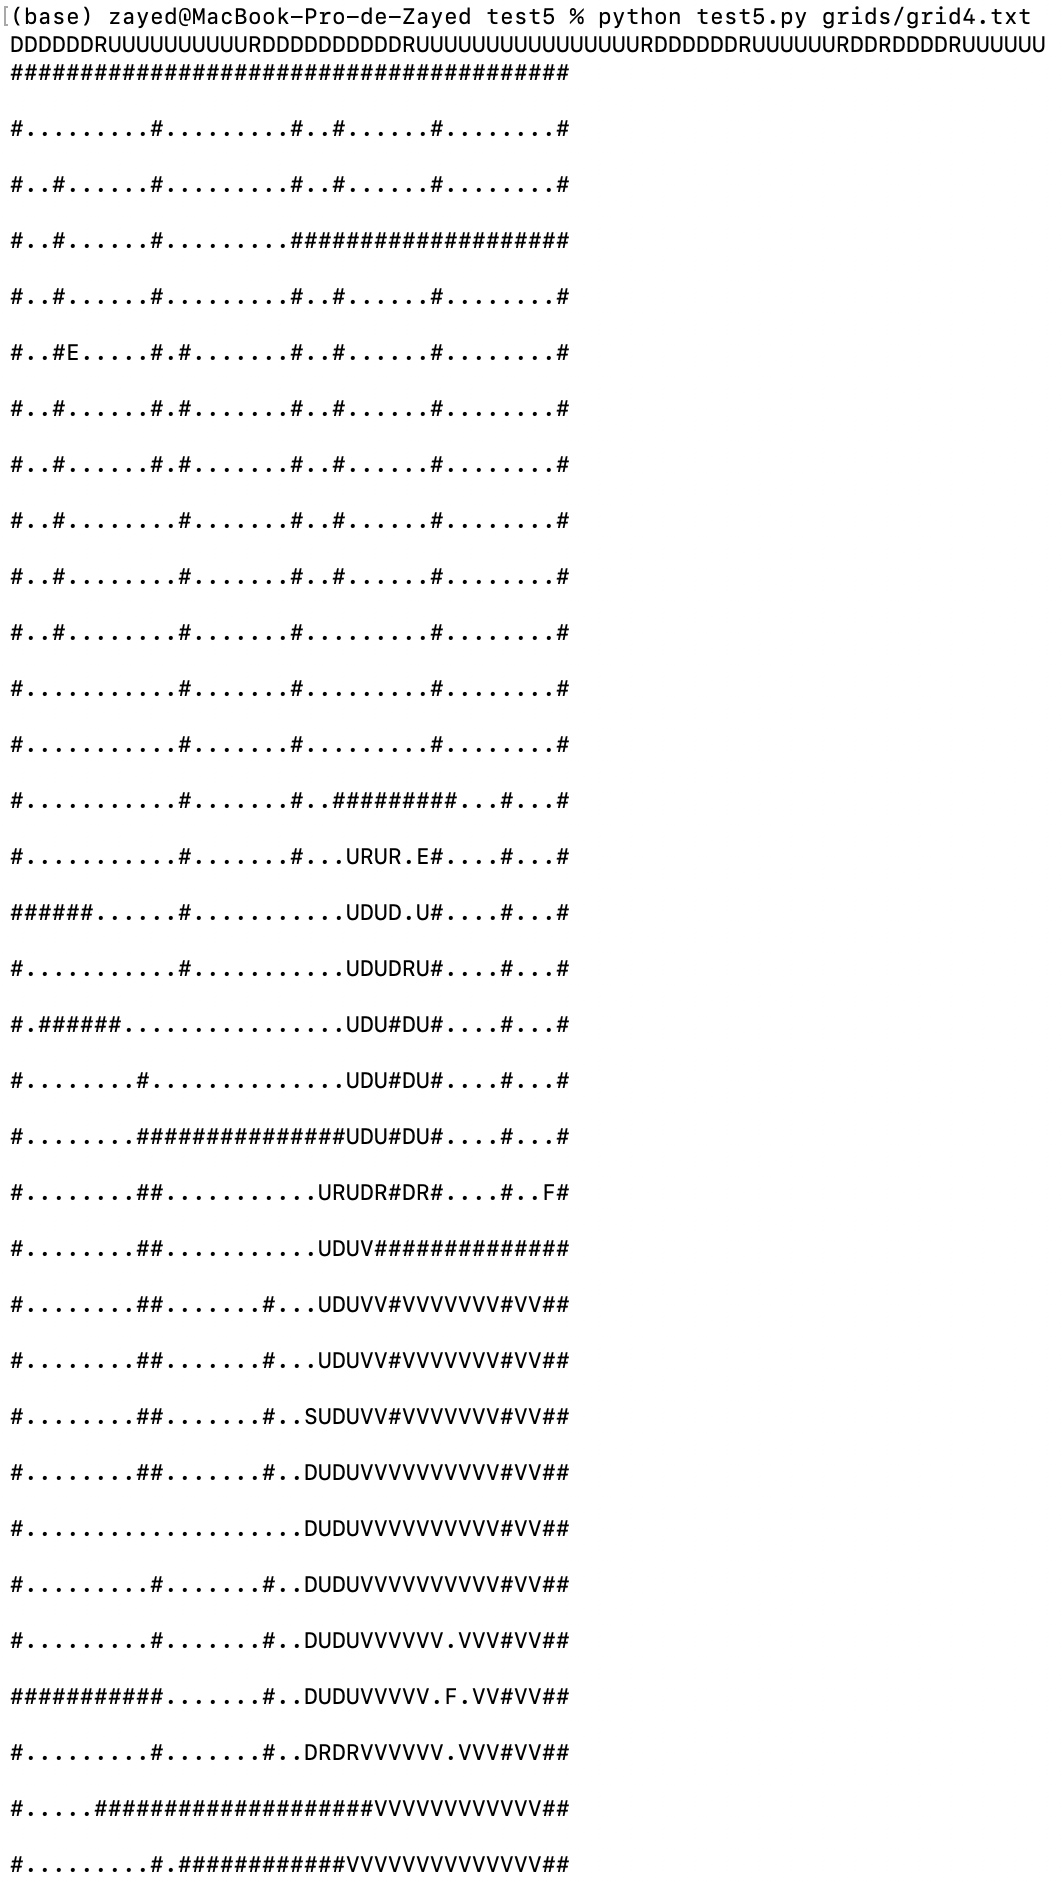 (base) zayed@MacBook-Pro-de-Zayed test5 % python test5.py grids/grid4.txt
DDDDDDRUUUUUUUUUURDDDDDDDDDDRUUUUUUUUUUUUUUUURDDDDDDRUUUUUURDDRDDDDRUUUUUU
########################################
#.........#.........#..#......#........#
#..#......#.........#..#......#........#
#..#......#.........####################
#..#......#.........#..#......#........#
#..#E.....#.#.......#..#......#........#
#..#......#.#.......#..#......#........#
#..#......#.#.......#..#......#........#
#..#........#.......#..#......#........#
#..#........#.......#..#......#........#
#..#........#.......#.........#........#
#...........#.......#.........#........#
#...........#.......#.........#........#
#...........#.......#..#########...#...#
#...........#.......#...URUR.E#....#...#
######......#...........UDUD.U#....#...#
#...........#...........UDUDRU#....#...#
#.######................UDU#DU#....#...#
#........#..............UDU#DU#....#...#
#........###############UDU#DU#....#...#
#........##...........URUDR#DR#....#..F#
#........##...........UDUV##############
#........##.......#...UDUVV#VVVVVVV#VV##
#........##.......#...UDUVV#VVVVVVV#VV##
#........##.......#..SUDUVV#VVVVVVV#VV##
#........##.......#..DUDUVVVVVVVVVV#VV##
#....................DUDUVVVVVVVVVV#VV##
#.........#.......#..DUDUVVVVVVVVVV#VV##
#.........#.......#..DUDUVVVVVV.VVV#VV##
###########.......#..DUDUVVVVV.F.VV#VV##
#.........#.......#..DRDRVVVVVV.VVV#VV##
#.....####################VVVVVVVVVVVV##
#.........#.############VVVVVVVVVVVVVV##